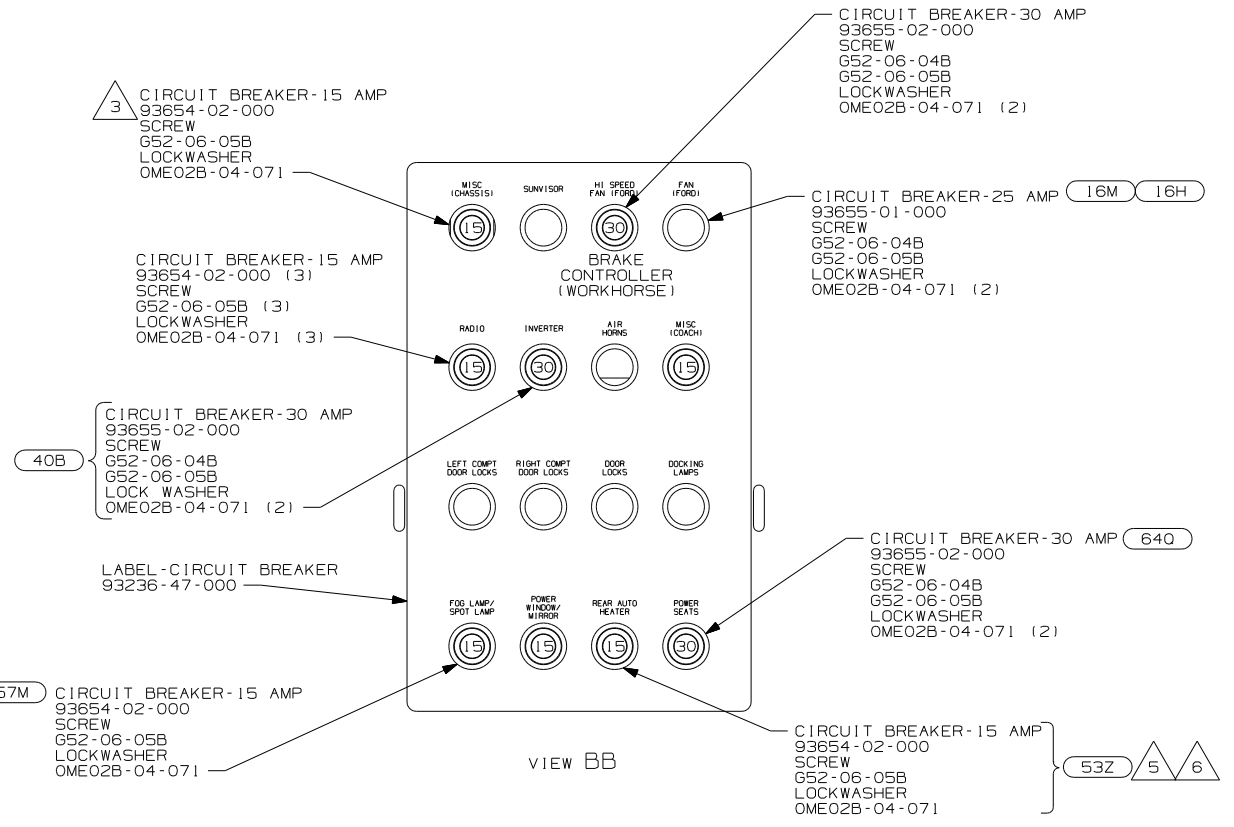 CIRCUIT BREAKER-30 AMP
93655-02-000
SCREW
G52-06-04B
G52-06-05B
LOCKWASHER
OME02B-04-071 (2)
3
CIRCUIT BREAKER-15 AMP
93654-02-000
SCREW
G52-06-05B
LOCKWASHER
OME02B-04-071
CIRCUIT BREAKER-25 AMP 16M 16H
93655-01-000
SCREW
G52-06-04B
G52-06-05B
LOCKWASHER
OME02B-04-071 (2)
CIRCUIT BREAKER-15 AMP
93654-02-000 (3)
SCREW
G52-06-05B (3)
LOCKWASHER
OME02B-04-071 (3)
MISC
(CHASSIS)
SUNVISOR
HI SPEED
FAN (FORD)
FAN
(FORD)
15
30
BRAKE
CONTROLLER
(WORKHORSE)
RADIO
INVERTER
AIR
HORNS
MISC
(COACH)
15
30
15
40B
CIRCUIT BREAKER-30 AMP
93655-02-000
SCREW
G52-06-04B
G52-06-05B
LOCK WASHER
OME02B-04-071 (2)
LEFT COMPT
DOOR LOCKS
RIGHT COMPT
DOOR LOCKS
DOOR
LOCKS
DOCKING
LAMPS
LABEL-CIRCUIT BREAKER
93236-47-000
CIRCUIT BREAKER-30 AMP 64Q
93655-02-000
SCREW
G52-06-04B
G52-06-05B
LOCKWASHER
OME02B-04-071 (2)
FOG LAMP/
SPOT LAMP
POWER
WINDOW/
MIRROR
REAR AUTO
HEATER
POWER
SEATS
15
15
15
30
57M
CIRCUIT BREAKER-15 AMP
93654-02-000
SCREW
G52-06-05B
LOCKWASHER
OME02B-04-071
VIEW BB
CIRCUIT BREAKER-15 AMP
93654-02-000
SCREW
G52-06-05B
LOCKWASHER
OME02B-04-071
53Z 5 6